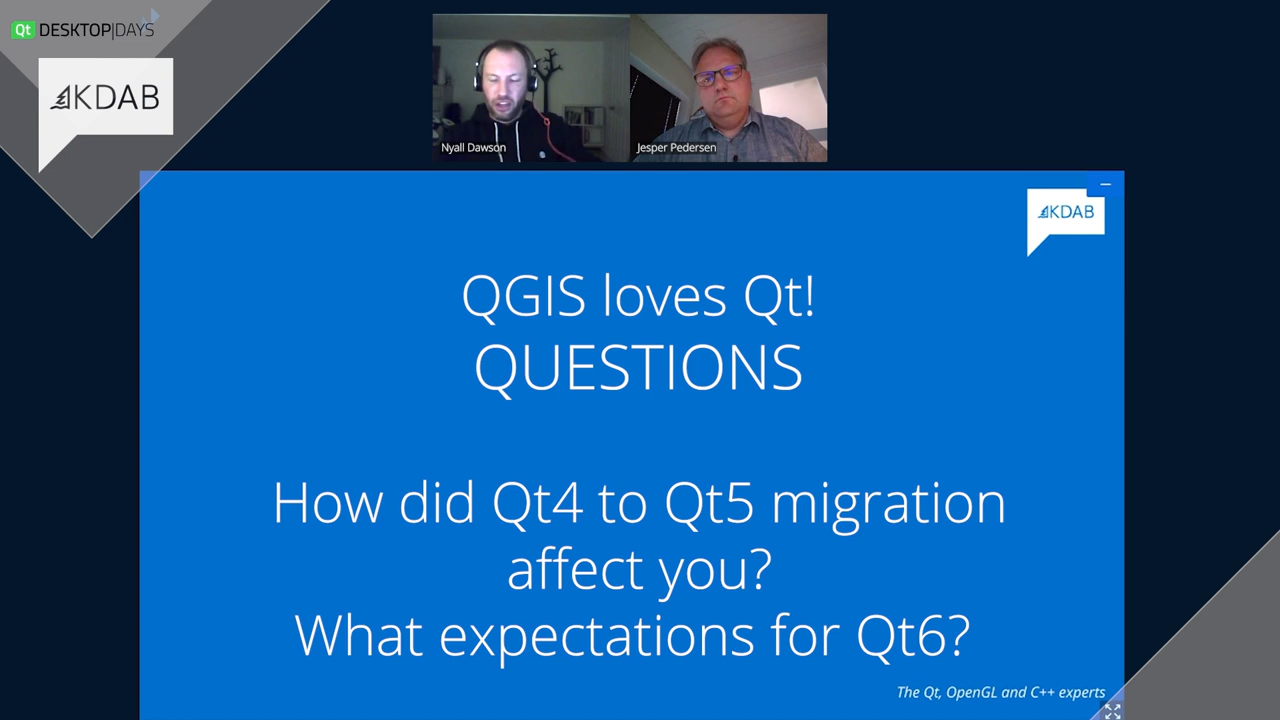 Qt DESKTOP|DAYS
KDAB
Nyall Dawson
Jesper Pedersen
KDAB
QGIS loves Qt!
QUESTIONS
How did Qt4 to Qt5 migration
affect you?
What expectations for Qt6?
The Qt, OpenGL and C++ experts